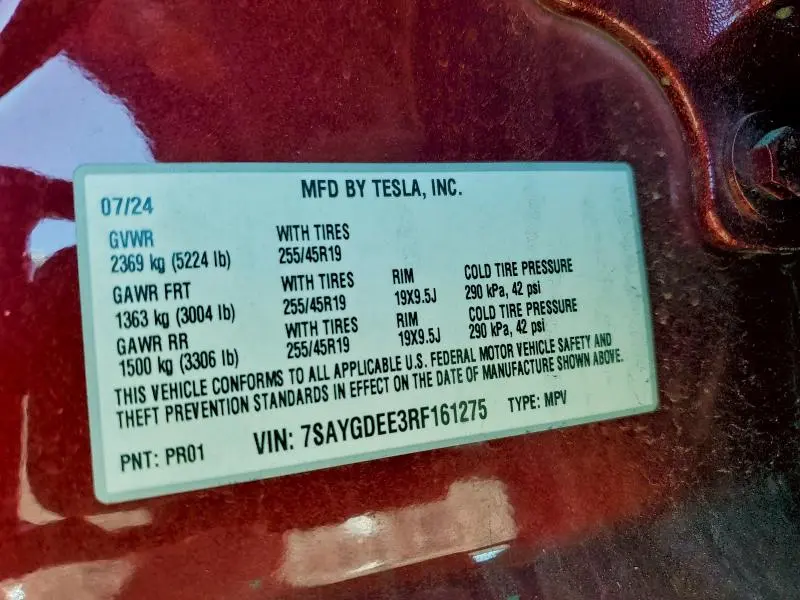 MFD BY TESLA, INC.
07/24
GVWR WITH TIRES
2369 kg (5224 lb) 255/45R19
GAWR FRT WITH TIRES RIM COLD TIRE PRESSURE
1363 kg (3004 lb) 255/45R19 19X9.5J 290 kPa, 42 psi
GAWR RR WITH TIRES RIM COLD TIRE PRESSURE
1500 kg (3306 lb) 255/45R19 19X9.5J 290 kPa, 42 psi
THIS VEHICLE CONFORMS TO ALL APPLICABLE U.S. FEDERAL MOTOR VEHICLE SAFETY AND
THEFT PREVENTION STANDARDS IN EFFECT ON THE DATE OF MANUFACTURE SHOWN ABOVE.
PNT: PR01 VIN: 7SAYGDEE3RF161275 TYPE: MPV